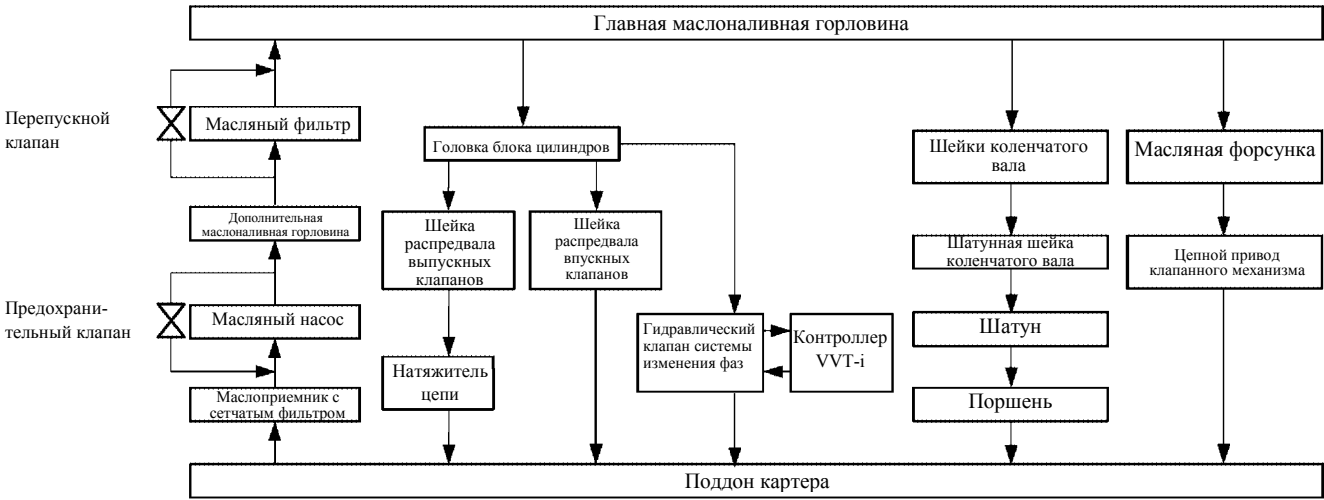 Главная маслоналивная горловина
Перепускной
клапан
Масляный фильтр
Головка блока цилиндров
Шейки коленчатого
вала
Масляная форсунка
Дополнительная
маслоналивная горловина
Шейка
распредвала
выпускных
клапанов
Шейка
распредвала
впускных
клапанов
Шатунная шейка
коленчатого вала
Цепной привод
клапанного механизма
Предохрани-
тельный клапан
Масляный насос
Гидравлический
клапан системы
изменения фаз
Контроллер
VVT-i
Шатун
Натяжитель
цепи
Маслоприемник с
сетчатым фильтром
Поршень
Поддон картера